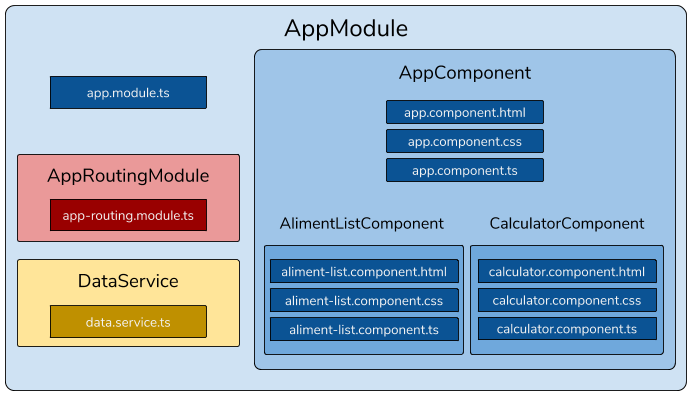 AppModule
app.module.ts
AppRoutingModule
app-routing.module.ts
DataService
data.service.ts
AppComponent
app.component.html
app.component.css
app.component.ts
AlimentListComponent
aliment-list.component.html
aliment-list.component.css
aliment-list.component.ts
CalculatorComponent
calculator.component.html
calculator.component.css
calculator.component.ts